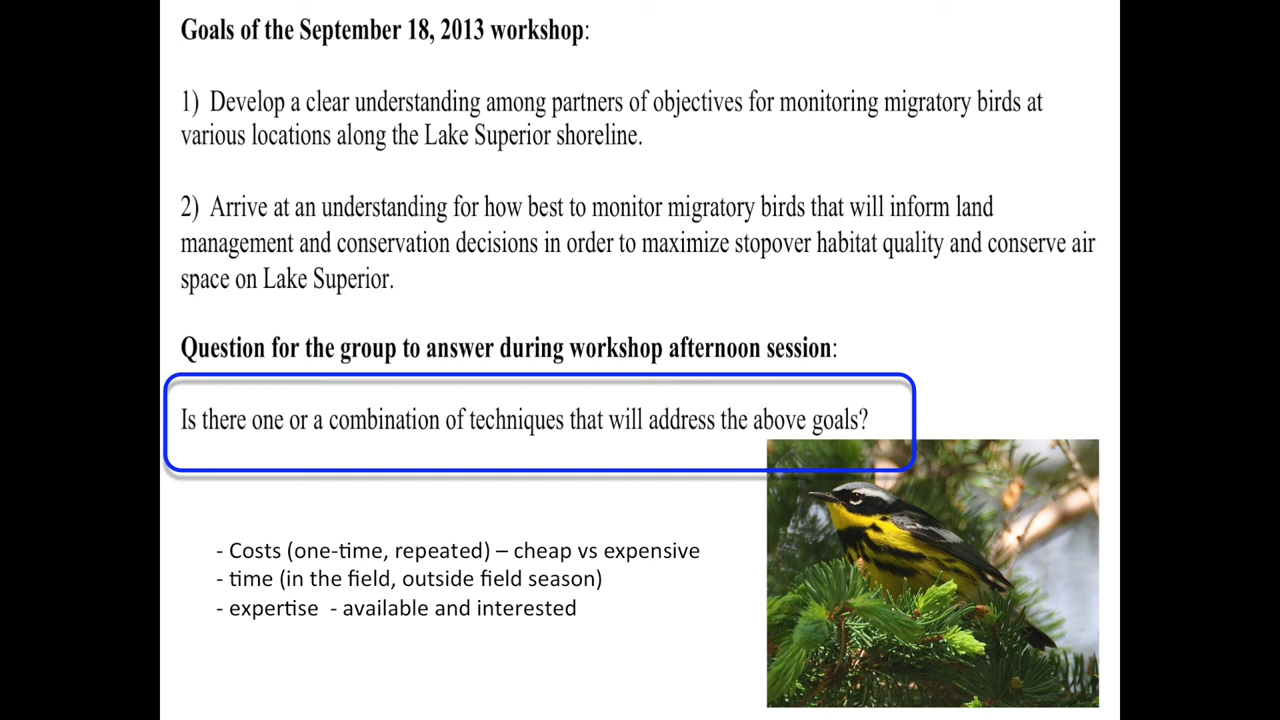 Goals of the September 18, 2013 workshop:
1) Develop a clear understanding among partners of objectives for monitoring migratory birds at
various locations along the Lake Superior shoreline.
2) Arrive at an understanding for how best to monitor migratory birds that will inform land
management and conservation decisions in order to maximize stopover habitat quality and conserve air
space on Lake Superior.
Question for the group to answer during workshop afternoon session:
Is there one or a combination of techniques that will address the above goals?
- Costs (one-time, repeated) – cheap vs expensive
- time (in the field, outside field season)
- expertise - available and interested